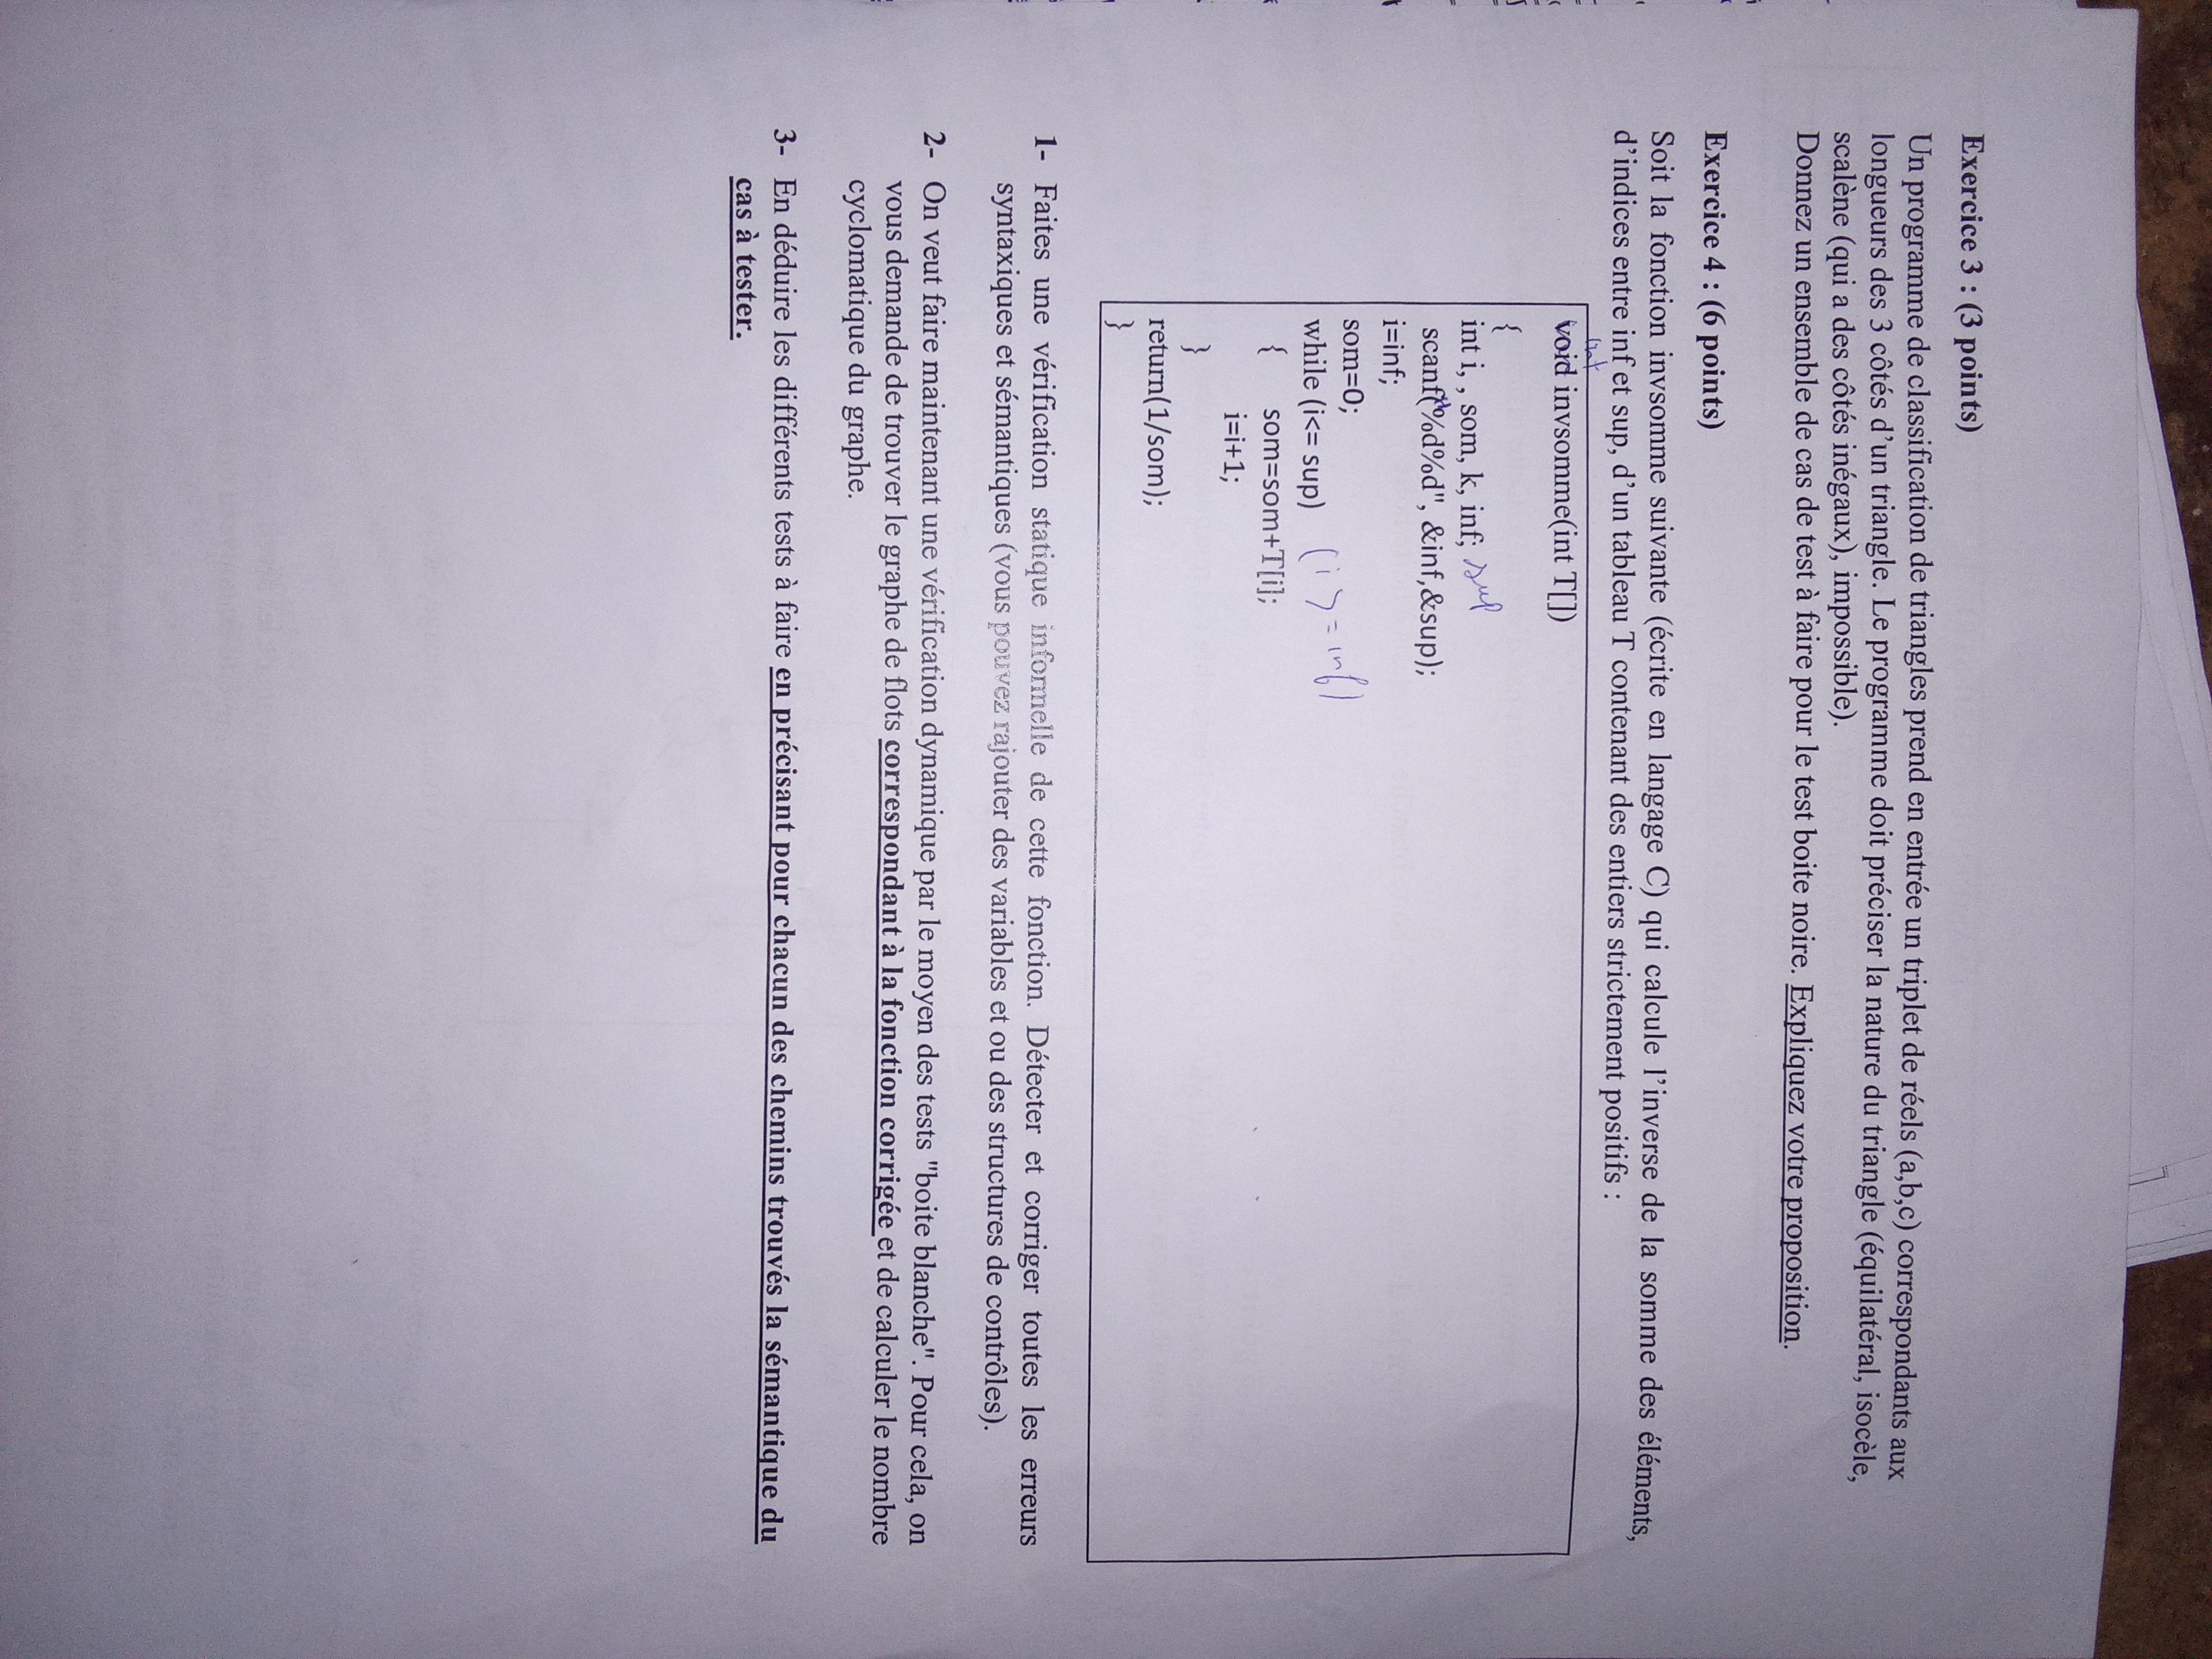 Exercice 3 : (3 points)
Un programme de classification de triangles prend en entrée un triplet de réels (a,b,c) correspondants aux
longueurs des 3 côtés d'un triangle. Le programme doit préciser la nature du triangle (équilatéral, isocèle,
scalène (qui a des côtés inégaux), impossible).
Donnez un ensemble de cas de test à faire pour le test boite noire. Expliquez votre proposition.
Exercice 4 : (6 points)
Soit la fonction invsomme suivante (écrite en langage C) qui calcule l'inverse de la somme des éléments,
d'indices entre inf et sup, d'un tableau T contenant des entiers strictement positifs :
int
void invsomme(int T[])
{
int i, , som, k, inf; sup
scanf("%d%d", &inf,&sup);
i=inf;
som=0;
while (i<= sup) (i >= inf)
{ som=som+T[i];
i=i+1;
}
return(1/som);
}
1- Faites une vérification statique informelle de cette fonction. Détecter et corriger toutes les erreurs
syntaxiques et sémantiques (vous pouvez rajouter des variables et ou des structures de contrôles).
2- On veut faire maintenant une vérification dynamique par le moyen des tests "boite blanche". Pour cela, on
vous demande de trouver le graphe de flots correspondant à la fonction corrigée et de calculer le nombre
cyclomatique du graphe.
3- En déduire les différents tests à faire en précisant pour chacun des chemins trouvés la sémantique du
cas à tester.